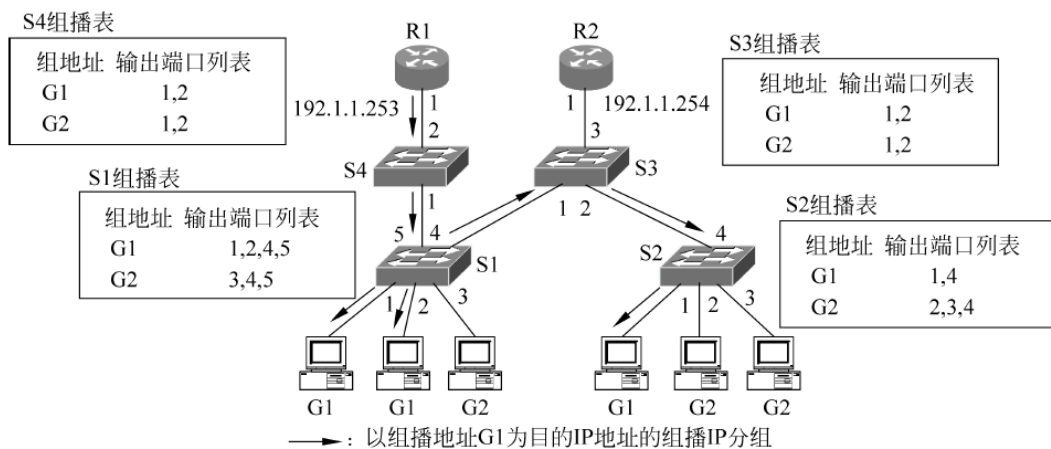 S4组播表
组地址 输出端口列表
G1 1,2
G2 1,2
R1
R2
S3组播表
组地址 输出端口列表
G1 1,2
G2 1,2
192.1.1.253
1
1
192.1.1.254
2
3
S4
S3
S1组播表
组地址 输出端口列表
G1 1,2,4,5
G2 3,4,5
1
1 2
5 4
4
S1
S2
S2组播表
组地址 输出端口列表
G1 1,4
G2 2,3,4
1 2 3
1 2 3
G1 G1 G2
G1 G2 G2
：以组播地址G1为目的IP地址的组播IP分组